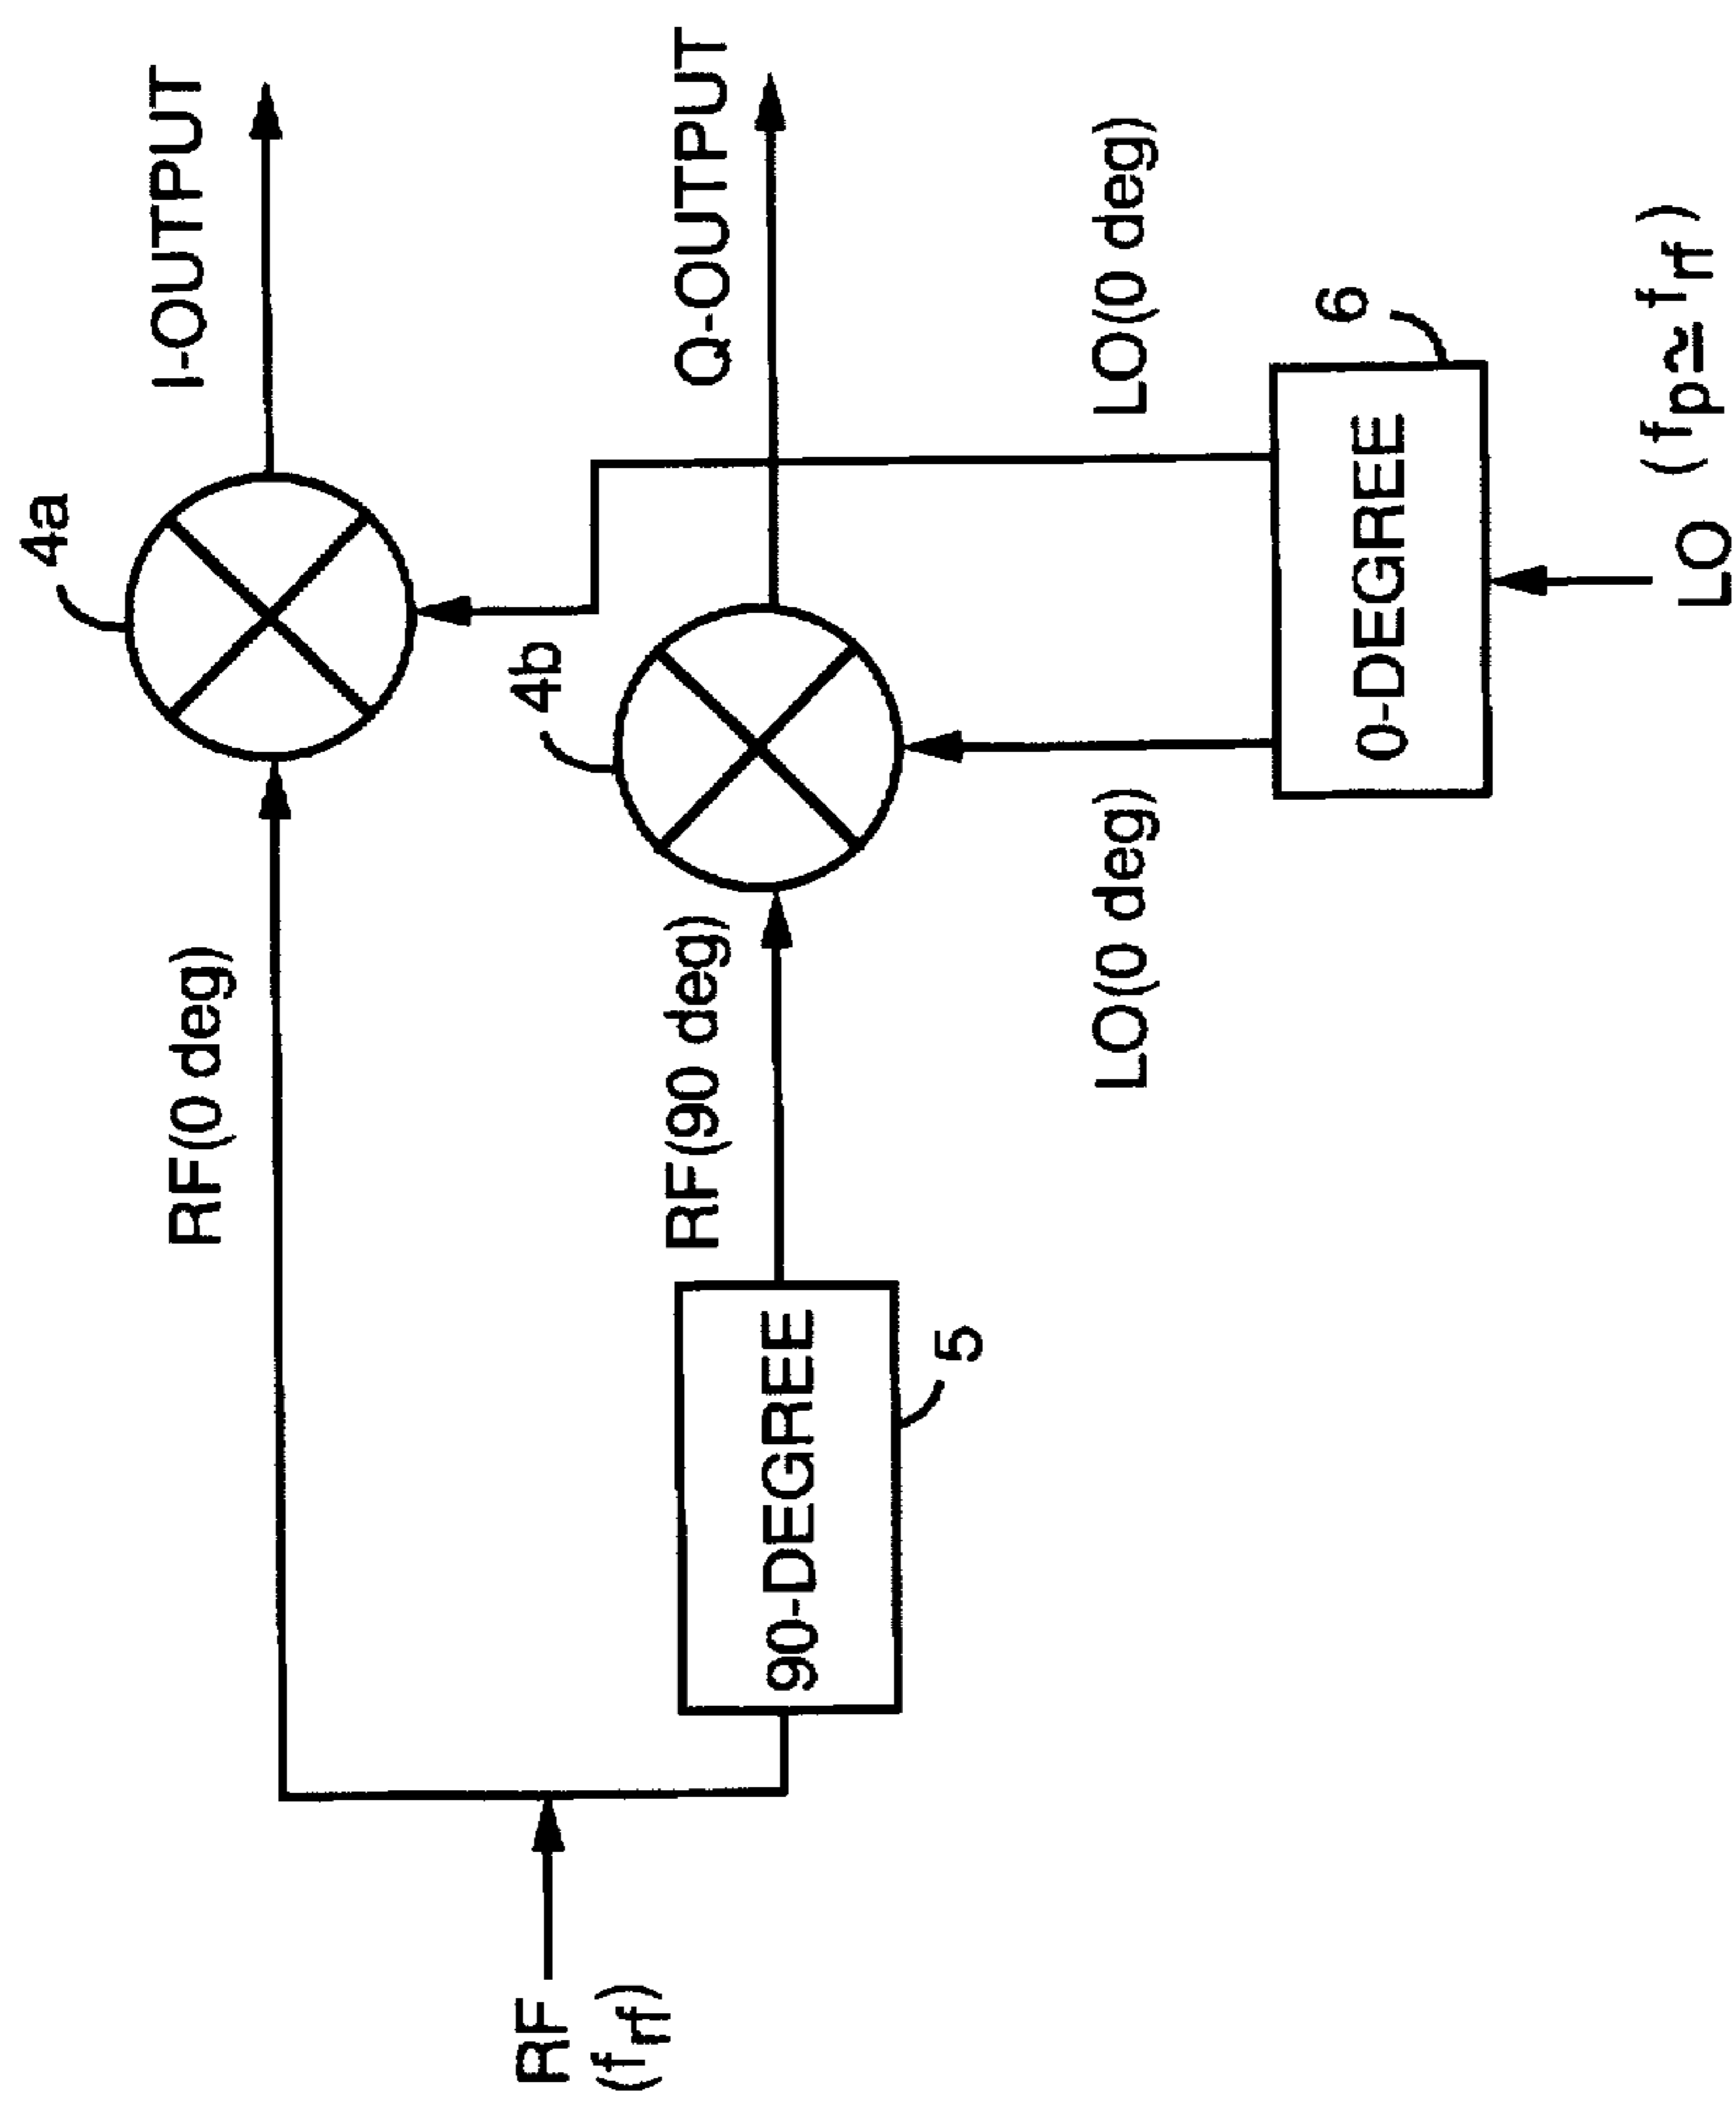 4a
I-OUTPUT
RF(0 deg)
4b
RF(90 deg)
Q-OUTPUT
RF
(frf)
90-DEGREE
5
LO(0 deg)
LO(0 deg)
6
0-DEGREE
LO (fp≃frf)